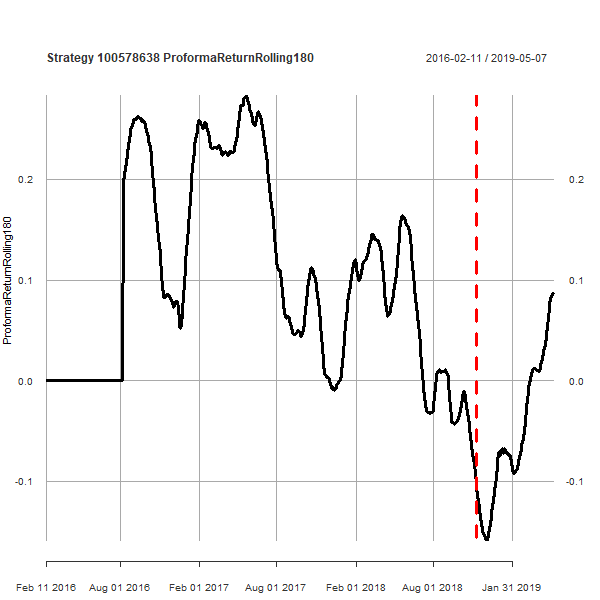 Strategy 100578638 ProformaReturnRolling180
2016-02-11 / 2019-05-07
ProformaReturnRolling180
0.2
0.2
0.1
0.1
0.0
0.0
-0.1
-0.1
Feb 11 2016
Aug 01 2016
Feb 01 2017
Aug 01 2017
Feb 01 2018
Aug 01 2018
Jan 31 2019